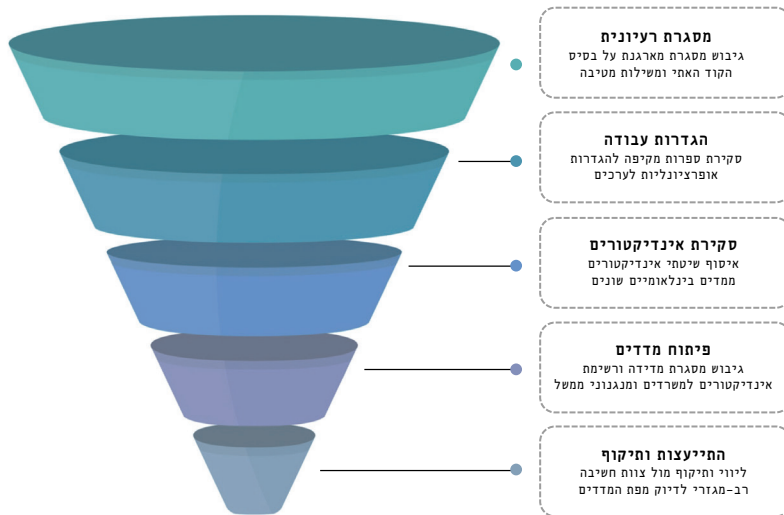 מסגרת רעיונית
גיבוש מסגרת מארגנת על בסיס
הקוד האתי ומשילות מטיבה
הגדרות עבודה
סקירת ספרות מקיפה להגדרות
אופרציונליות לערכים
סקירת אינדיקטורים
איסוף שיטתי אינדיקטורים
ממדים בינלאומיים שונים
פיתוח מדדים
גיבוש מסגרת מדידה ורשימת
אינדיקטורים למשרדים ומנגנוני ממשל
התייעצות ותיקוף
ליווי ותיקוף מול צוות חשיבה
רב-מגזרי לדיוק מפת המדדים